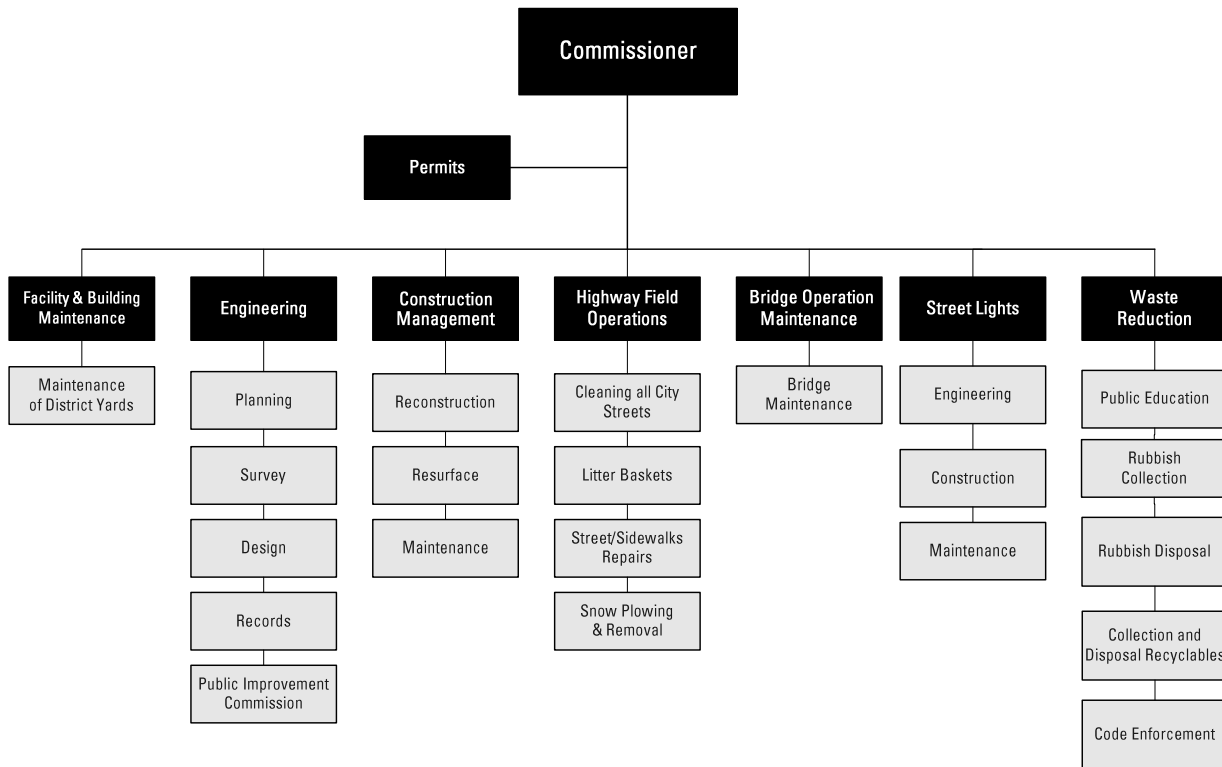 Commissioner
Permits
Facility & Building
Maintenance
Engineering
Construction
Management
Highway Field
Operations
Bridge Operation
Maintenance
Street Lights
Waste
Reduction
Maintenance
of District Yards
Planning
Survey
Design
Records
Public Improvement
Commission
Reconstruction
Resurface
Maintenance
Cleaning all City
Streets
Litter Baskets
Street/Sidewalks
Repairs
Snow Plowing
& Removal
Bridge
Maintenance
Engineering
Construction
Maintenance
Public Education
Rubbish
Collection
Rubbish Disposal
Collection and
Disposal Recyclables
Code Enforcement